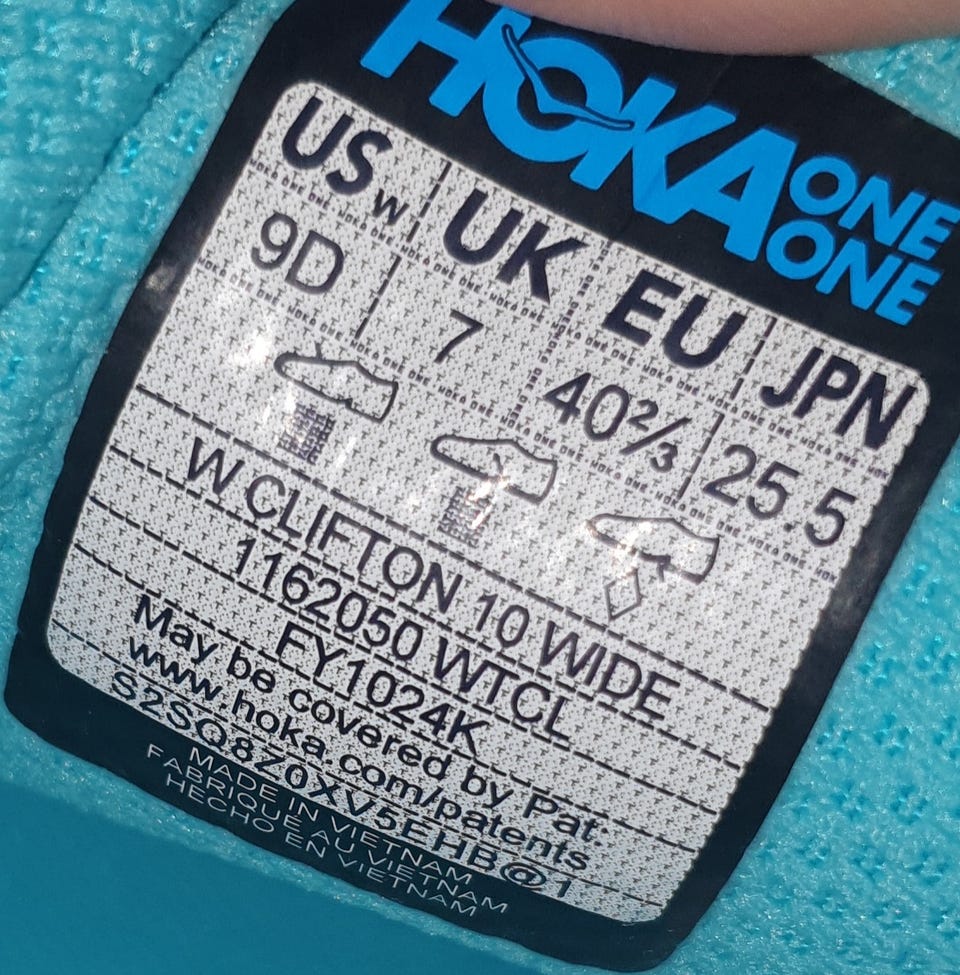 HOKA ONE ONE
USw UK EU JPN
9D 7 40⅔ 25.5
W CLIFTON 10 WIDE
1162050 WTCL
FY1024K
May be covered by Pat.
www.hoka.com/patents
S2SQ8Z0XV5EHB@1
MADE IN VIETNAM
FABRIQUÉ AU VIETNAM
HECHO EN VIETNAM